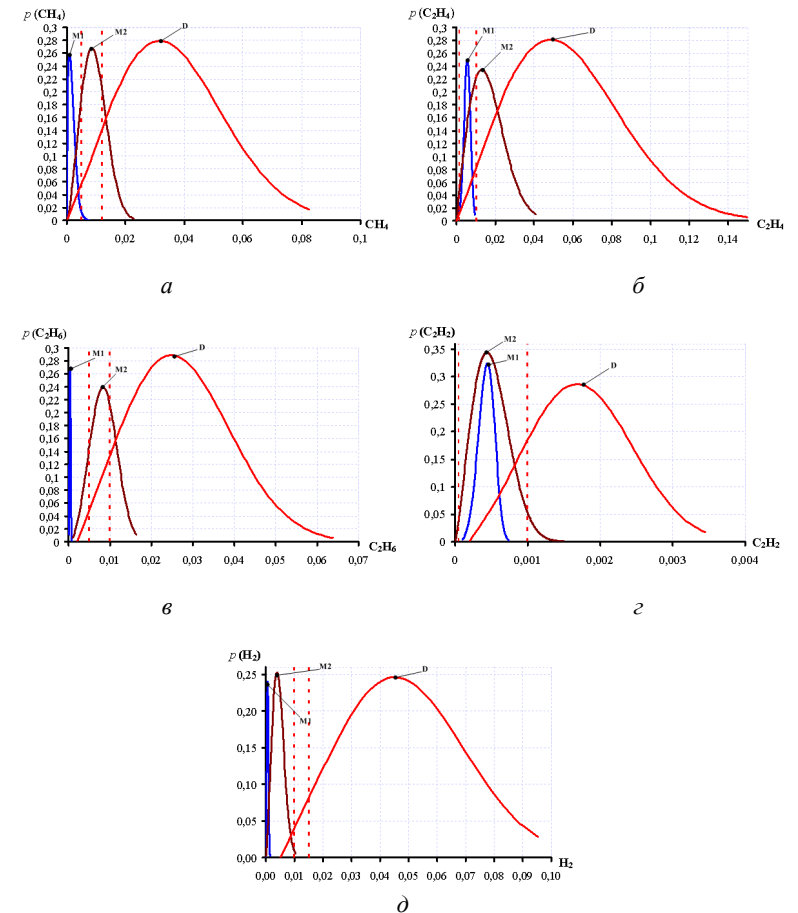 p (CH₄)
0,3
0,28
0,26
0,24
0,22
0,2
0,18
0,16
0,14
0,12
0,1
0,08
0,06
0,04
0,02
0
M1
M2
D
0 0,02 0,04 0,06 0,08 0,1
CH₄
а
p (C₂H₄)
0,3
0,28
0,26
0,24
0,22
0,2
0,18
0,16
0,14
0,12
0,1
0,08
0,06
0,04
0,02
0
M1
M2
D
0 0,02 0,04 0,06 0,08 0,1 0,12 0,14
C₂H₄
б
p (C₂H₆)
0,3
0,28
0,26
0,24
0,22
0,2
0,18
0,16
0,14
0,12
0,1
0,08
0,06
0,04
0,02
0
M1
M2
D
0 0,01 0,02 0,03 0,04 0,05 0,06 0,07
C₂H₆
в
p (C₂H₂)
0,35
0,3
0,25
0,2
0,15
0,1
0,05
0
M2
M1
D
0 0,001 0,002 0,003 0,004
C₂H₂
г
p (H₂)
0,25
0,20
0,15
0,10
0,05
0,00
M2
M1
D
0,00 0,01 0,02 0,03 0,04 0,05 0,06 0,07 0,08 0,09 0,10
H₂
д